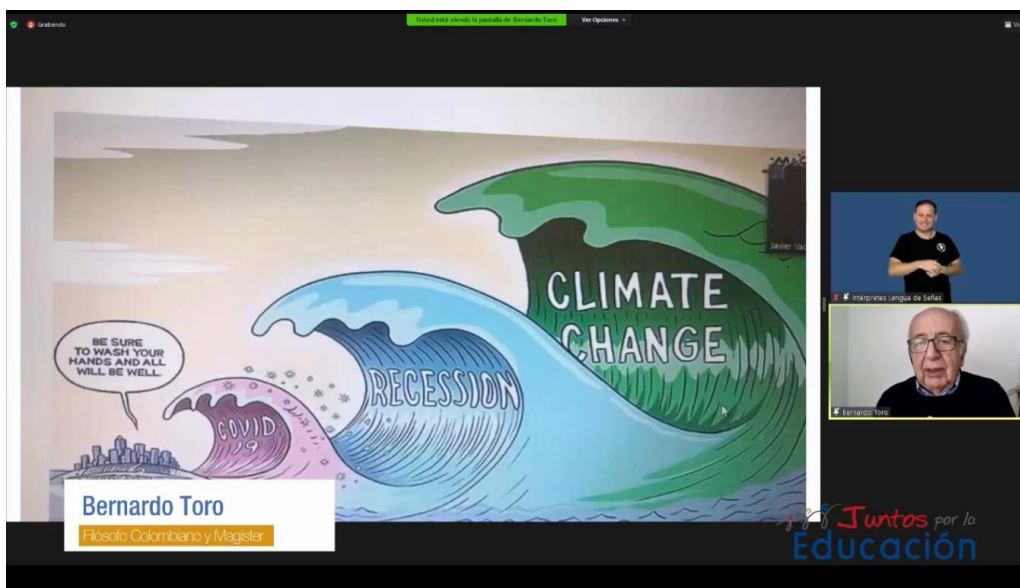 Grabando
Usted está viendo la pantalla de Bernardo Toro
Ver Opciones
BE SURE
TO WASH YOUR
HANDS AND ALL
WILL BE WELL.
COVID
19
RECESSION
CLIMATE
CHANGE
Intérpretes Lengua de Señas
Bernardo Toro
Bernardo Toro
Filósofo Colombiano y Magister
Juntos por la
Educación